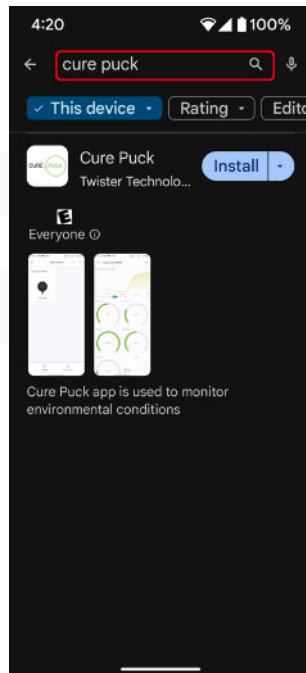 4:20 100%
cure puck
This device Rating Edito
CURE PUCK
Cure Puck
Twister Technolo...
Install
E
Everyone
Cure Puck app is used to monitor
environmental conditions